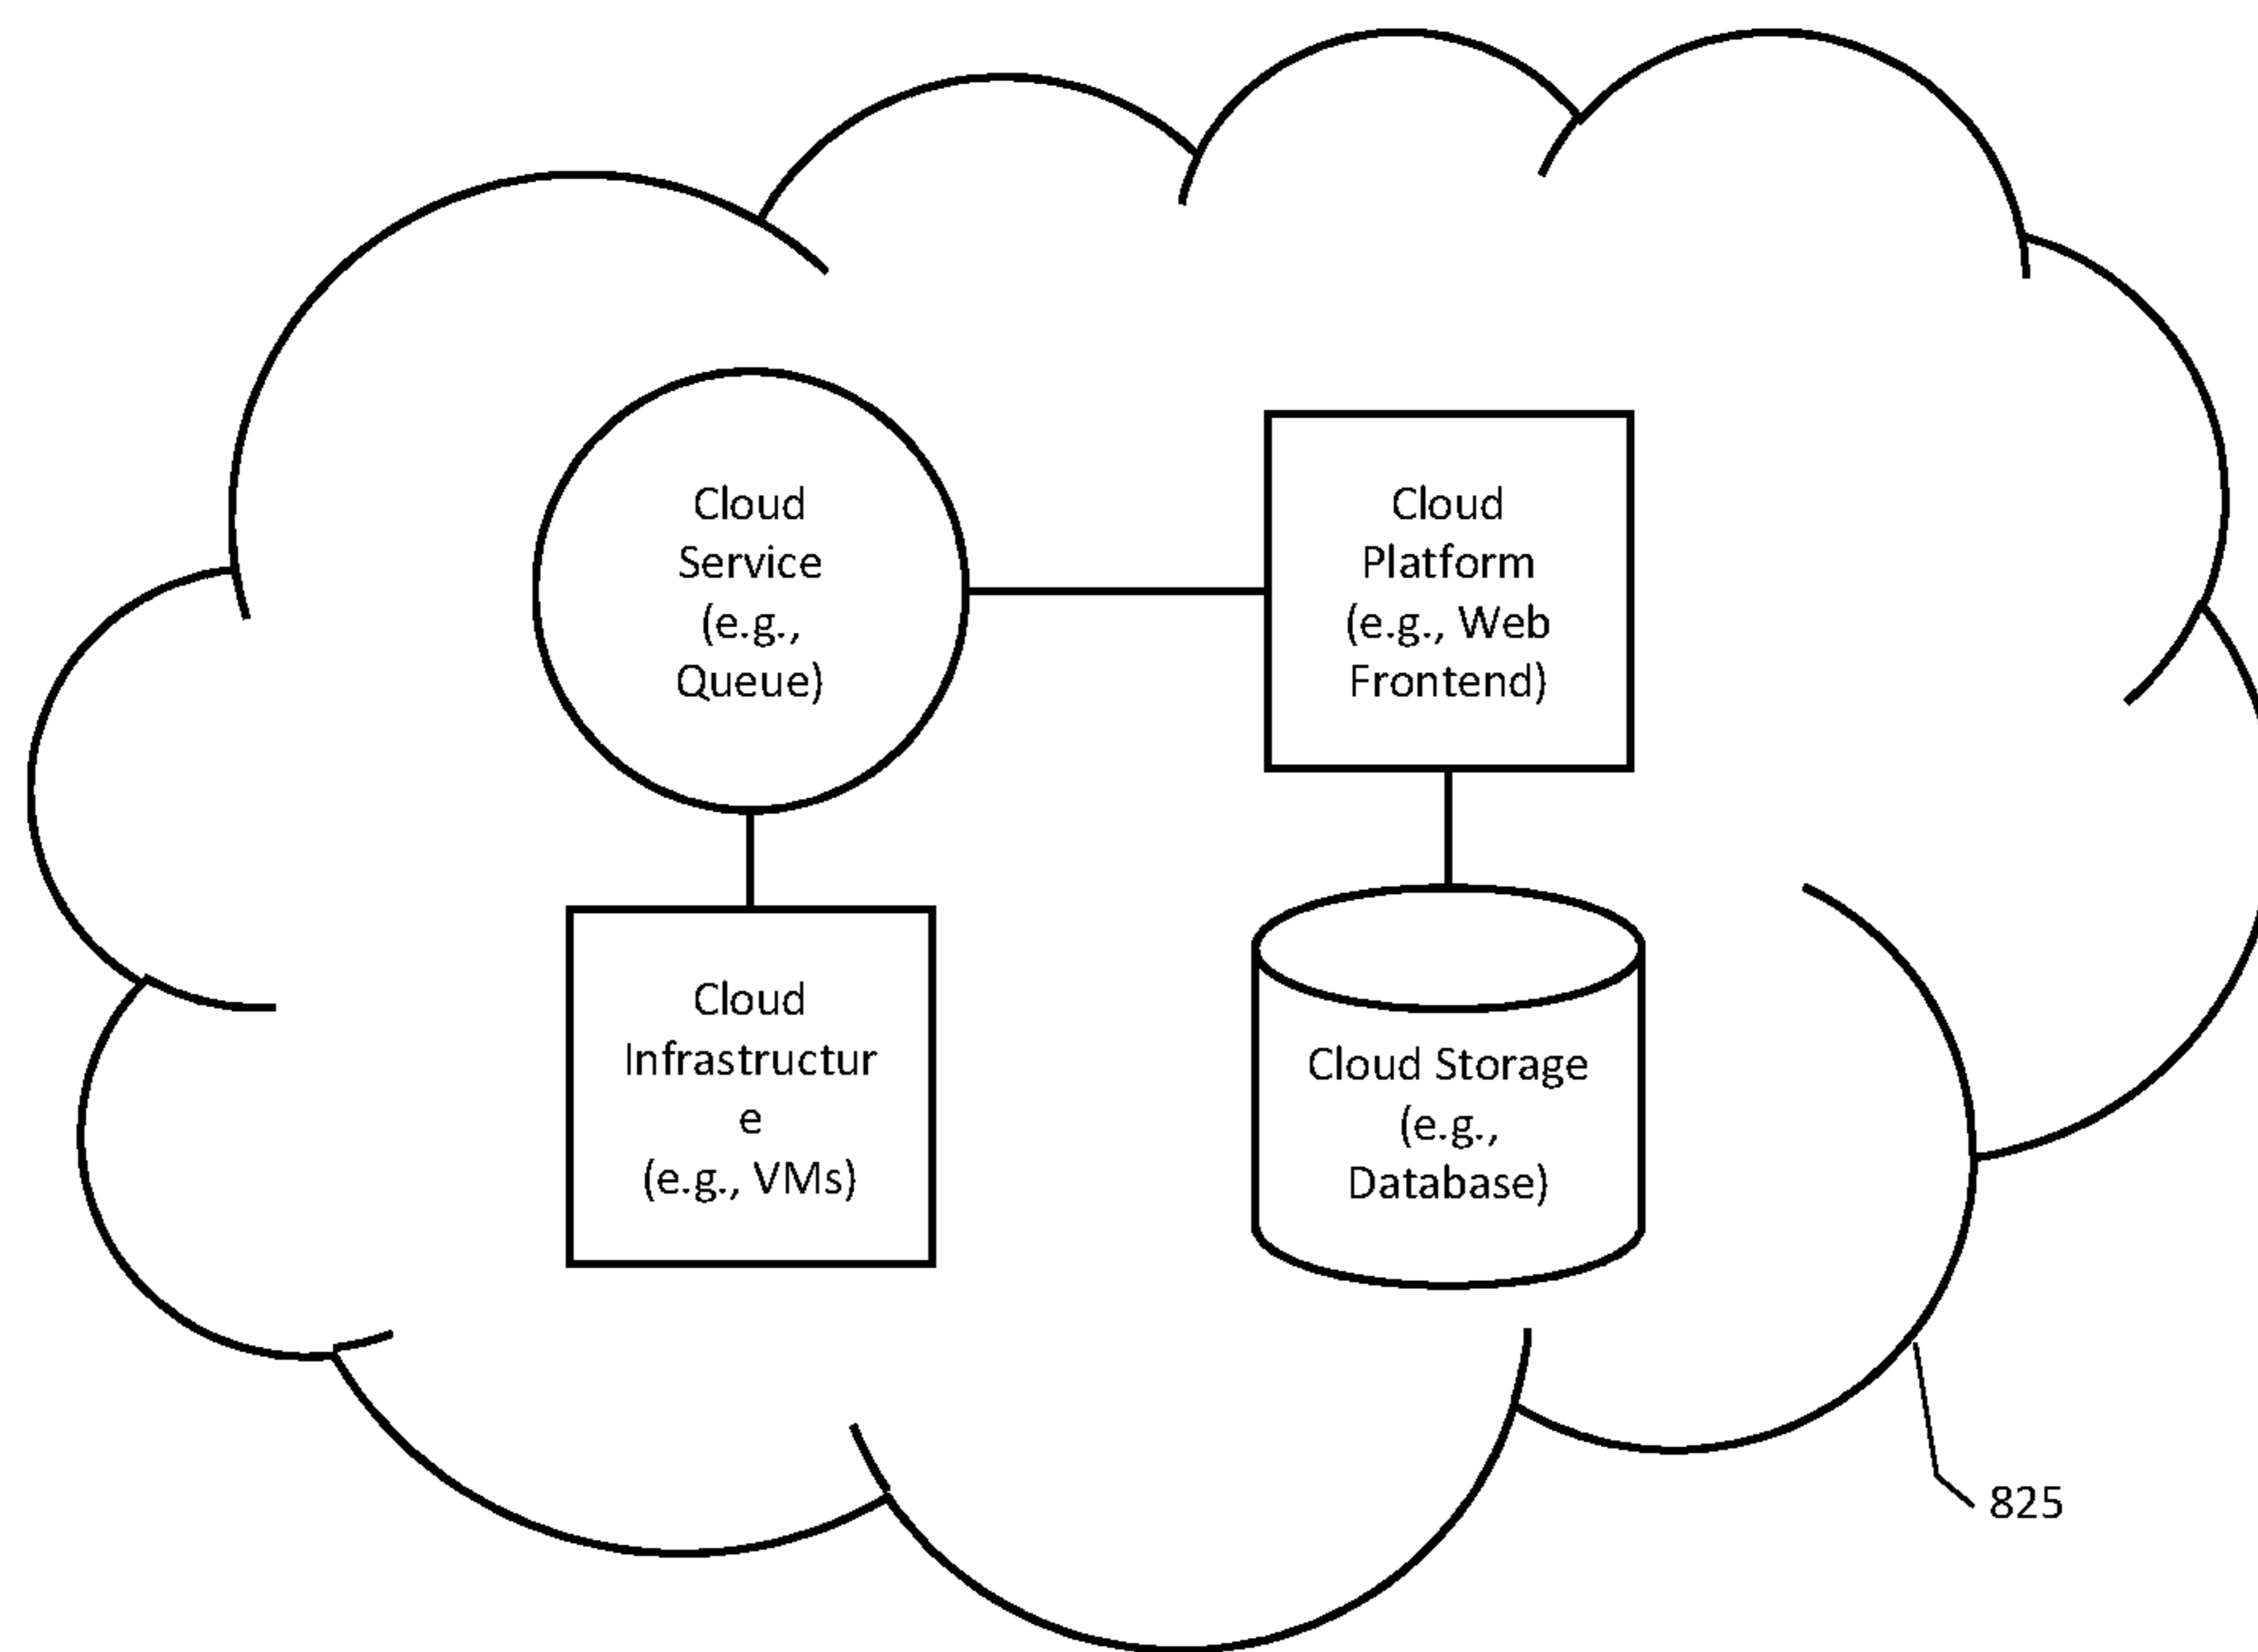 Cloud
Service
(e.g.,
Queue)
Cloud
Platform
(e.g., Web
Frontend)
Cloud
Infrastructur
e
(e.g., VMs)
Cloud Storage
(e.g.,
Database)
825